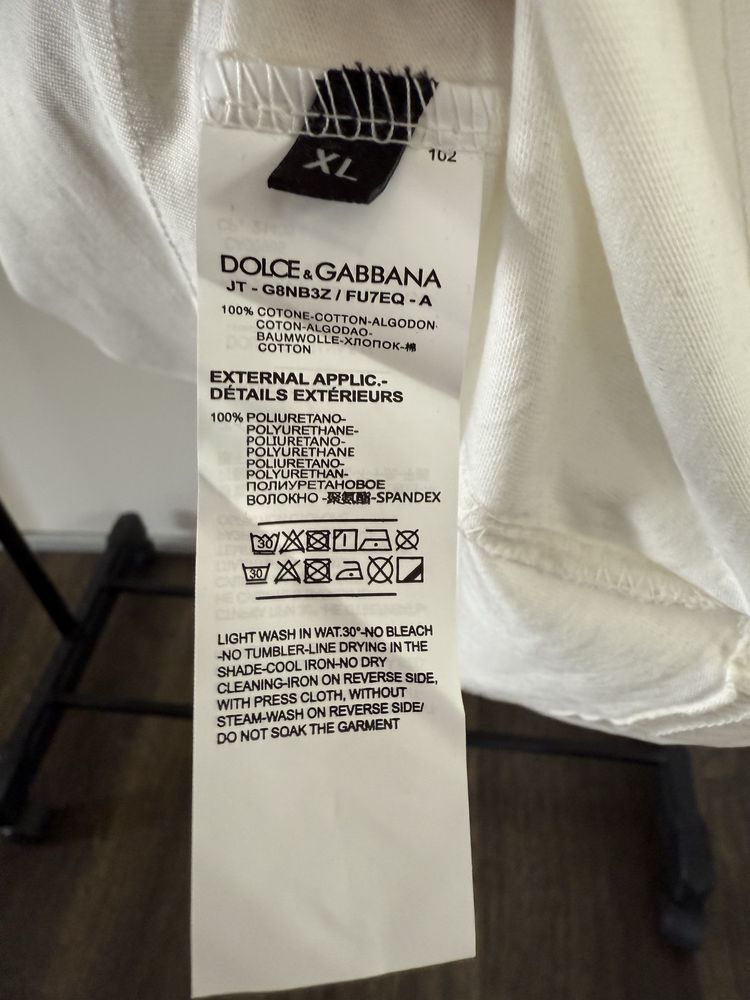 XL
102
DOLCE & GABBANA
JT - G8NB3Z / FU7EQ - A
100% COTONE-COTTON-ALGODON-
COTON-ALGODAO-
BAUMWOLLE-ХЛОПОК-棉
COTTON
EXTERNAL APPLIC.-
DÉTAILS EXTÉRIEURS
100% POLIURETANO-
POLYURETHANE-
POLIURETANO-
POLYURETHANE
POLIURETANO-
POLYURETHAN-
ПОЛИУРЕТАНОВОЕ
ВОЛОКНО -聚氨酯-SPANDEX
30
30
LIGHT WASH IN WAT.30°-NO BLEACH
-NO TUMBLER-LINE DRYING IN THE
SHADE-COOL IRON-NO DRY
CLEANING-IRON ON REVERSE SIDE,
WITH PRESS CLOTH, WITHOUT
STEAM-WASH ON REVERSE SIDE/
DO NOT SOAK THE GARMENT